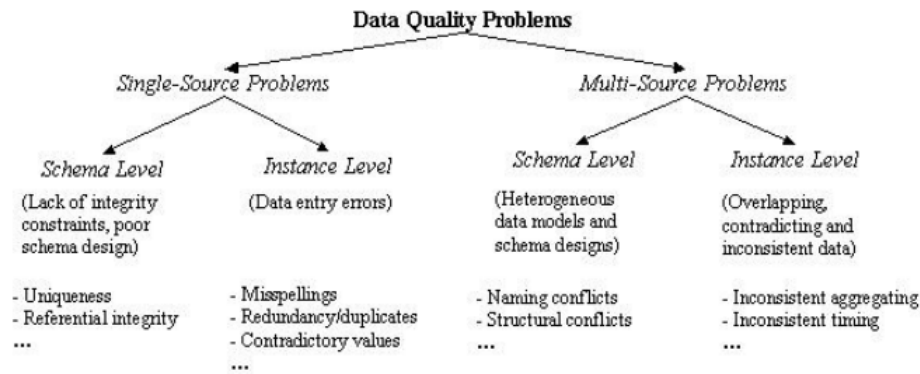 Data Quality Problems
Single-Source Problems
Multi-Source Problems
Schema Level
Instance Level
Schema Level
Instance Level
(Lack of integrity
constraints, poor
schema design)
(Data entry errors)
(Heterogeneous
data models and
schema designs)
(Overlapping,
contradicting and
inconsistent data)
- Uniqueness
- Referential integrity
...
- Misspellings
- Redundancy/duplicates
- Contradictory values
...
- Naming conflicts
- Structural conflicts
...
- Inconsistent aggregating
- Inconsistent timing
...